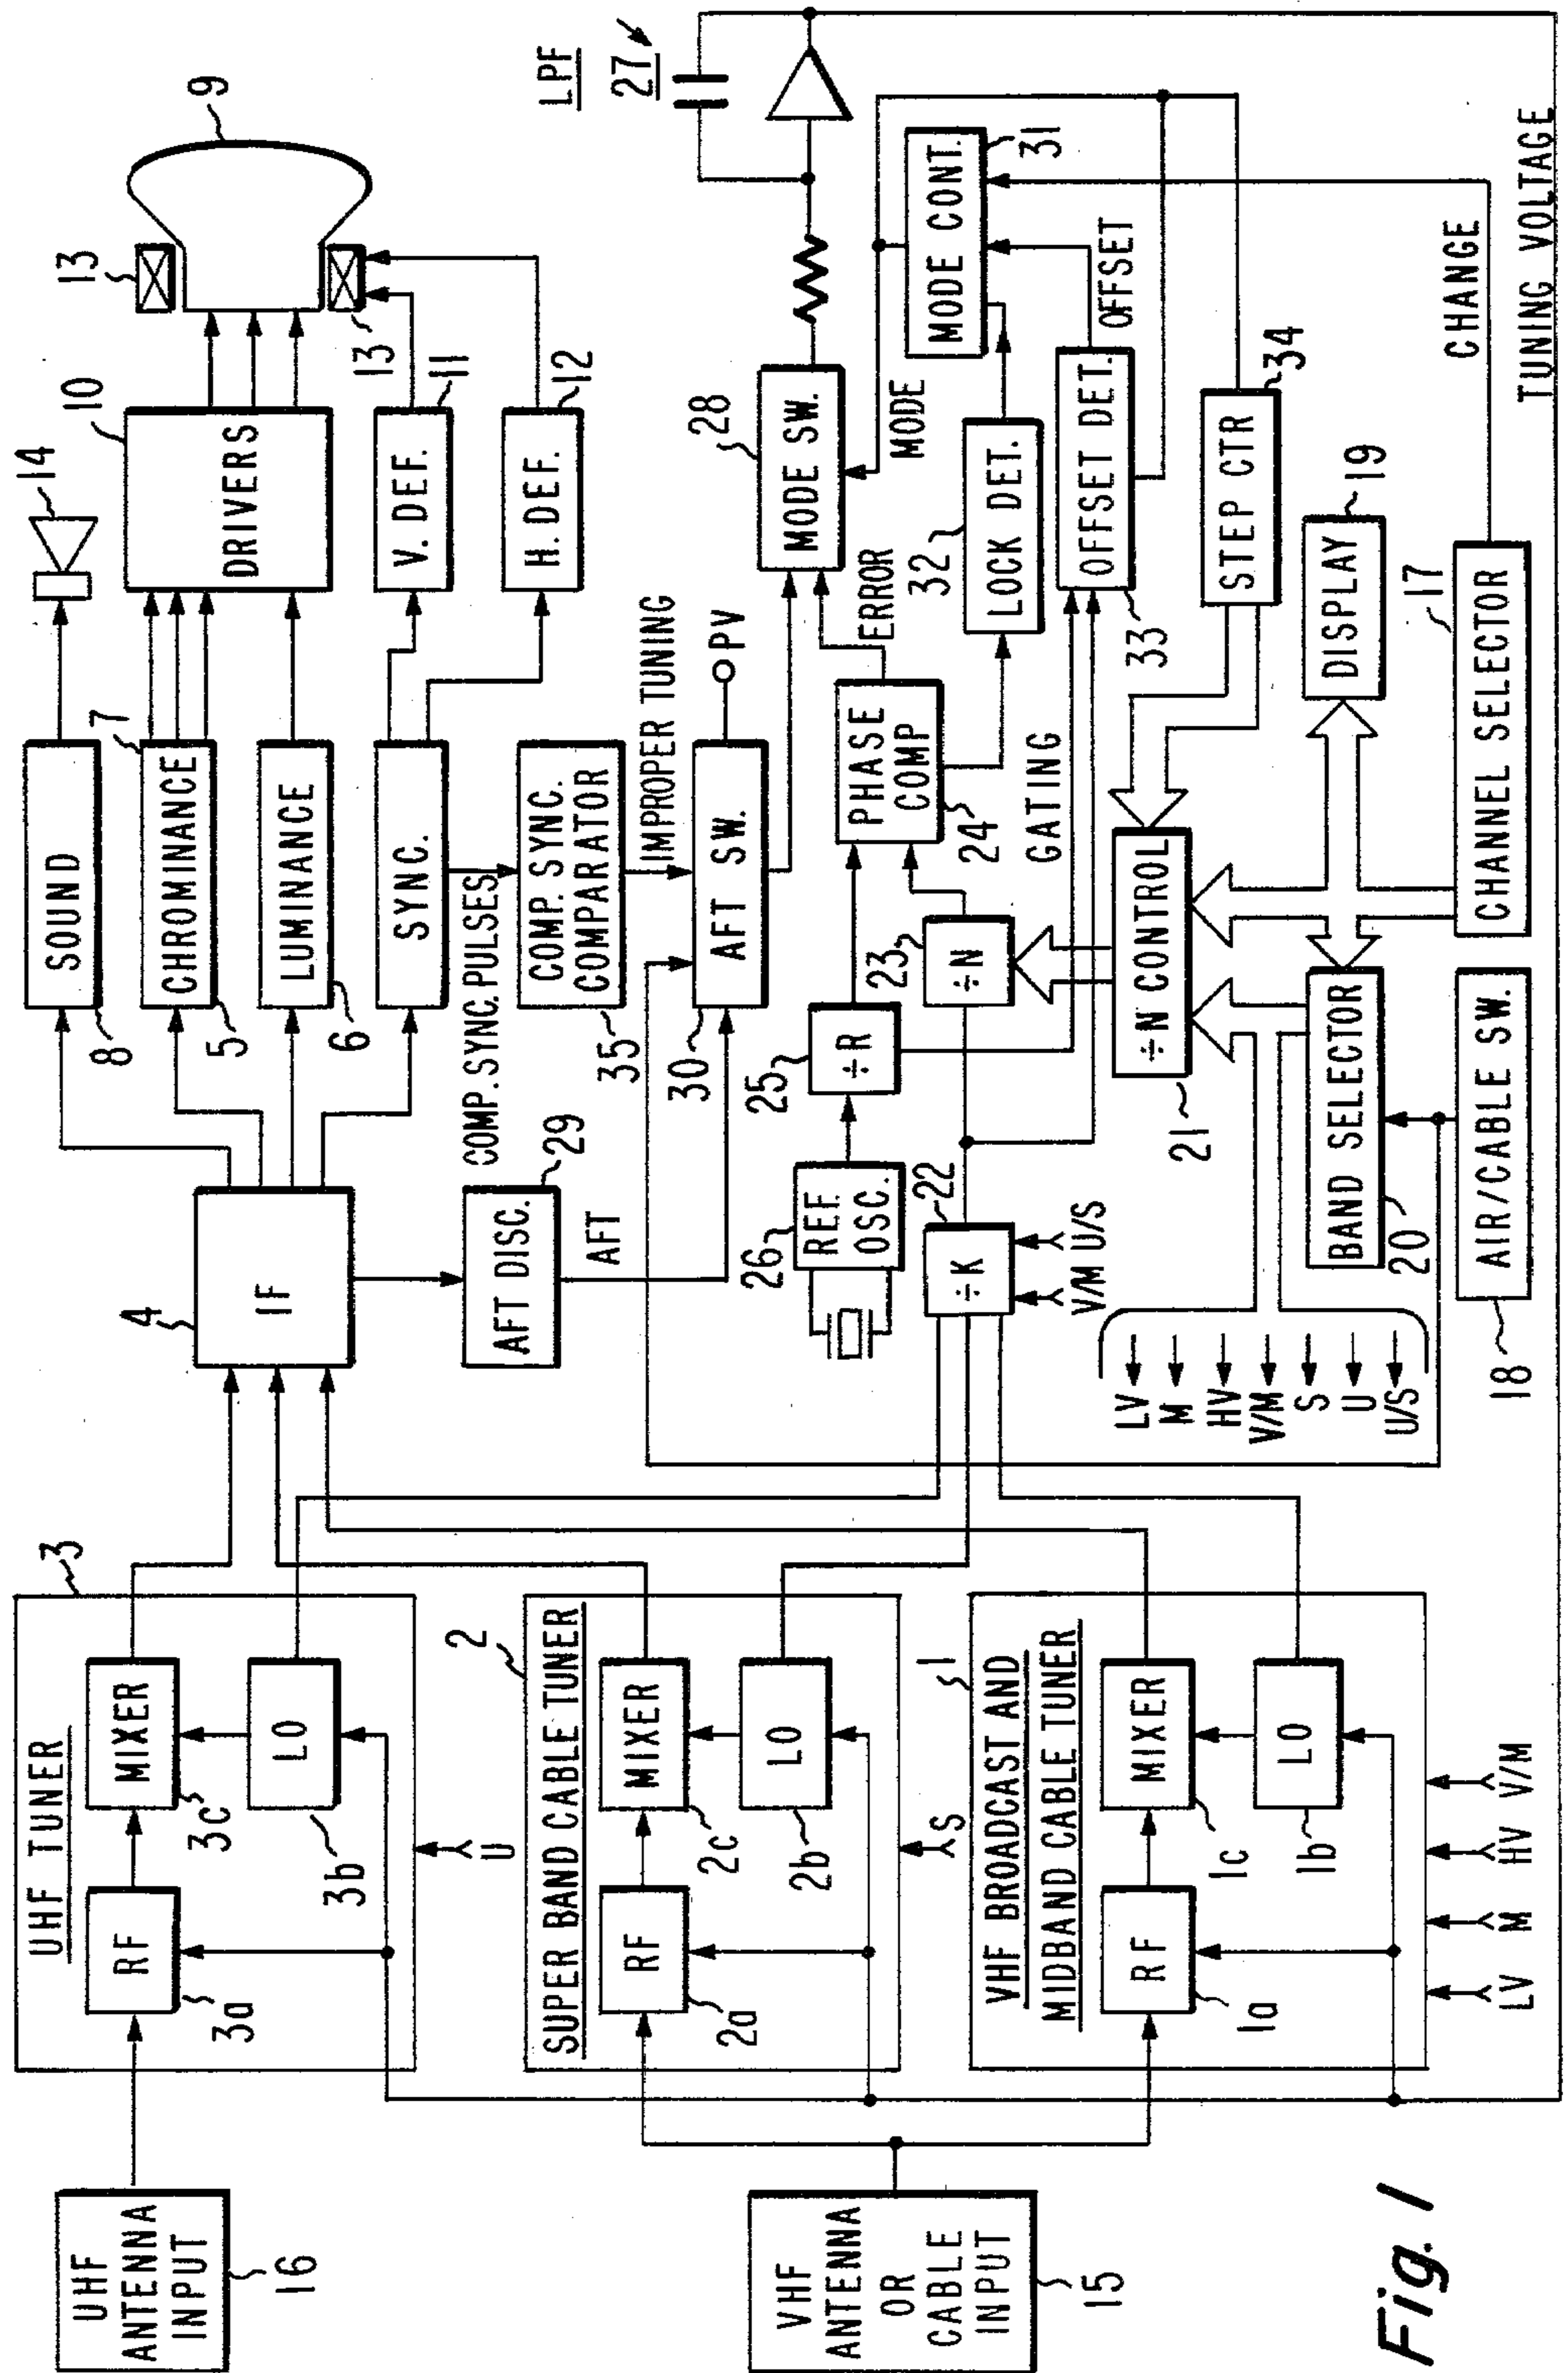 UHF
ANTENNA
INPUT
16
UHF TUNER
3
RF
3a
MIXER
3c
LO
3b
U
VHF
ANTENNA
OR
CABLE
INPUT
15
SUPER BAND CABLE TUNER
2
RF
2a
MIXER
2c
LO
2b
S
VHF BROADCAST AND
MIDBAND CABLE TUNER
1
RF
1a
MIXER
1c
LO
1b
LV
M
HV
V/M
IF
4
SOUND
8
14
CHROMINANCE
5
7
LUMINANCE
6
SYNC.
DRIVERS
10
9
13
13
V. DEF.
11
H. DEF.
12
AFT DISC.
29
AFT
COMP. SYNC. PULSES
COMP. SYNC.
COMPARATOR
35
IMPROPER TUNING
AFT SW.
30
PV
REF.
OSC.
26
÷R
25
÷K
22
V/M
U/S
÷N
23
PHASE
COMP
24
ERROR
MODE SW.
28
LPF
27
MODE
MODE CONT.
31
LOCK DET.
32
GATING
OFFSET DET.
33
OFFSET
STEP CTR
34
÷N CONTROL
21
DISPLAY
19
LV
M
HV
V/M
S
U
U/S
BAND SELECTOR
20
AIR/CABLE SW.
18
CHANNEL SELECTOR
17
CHANGE
TUNING VOLTAGE
Fig. 1